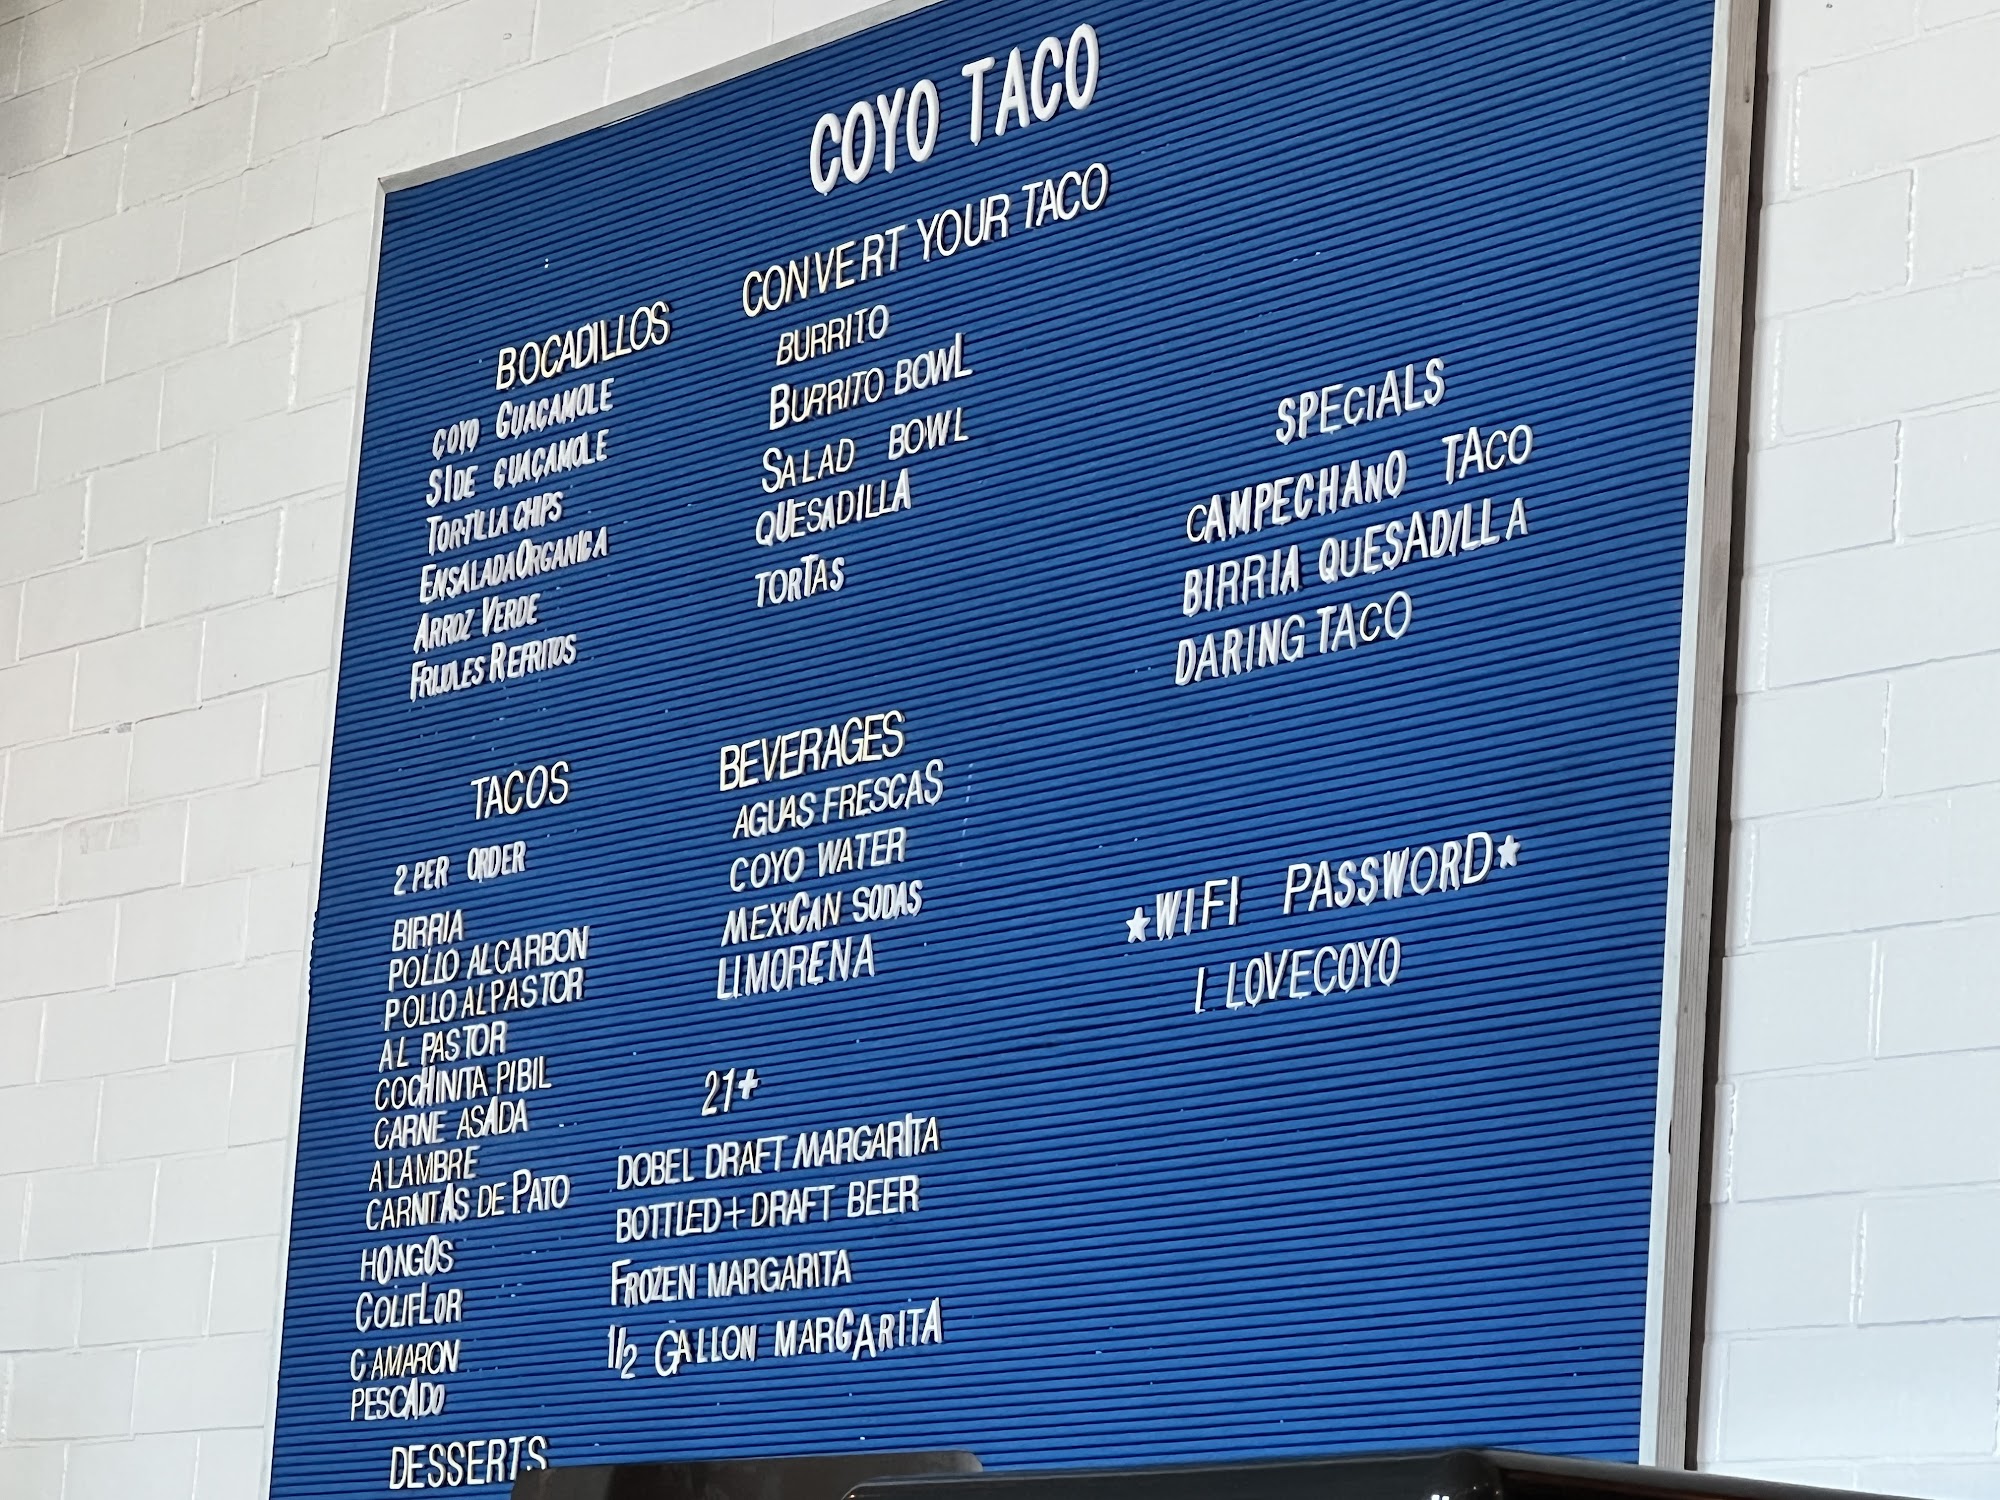 COYO TACO
BOCADILLOS
COYO GUACAMOLE
SIDE GUACAMOLE
TORTILLA CHIPS
ENSALADA ORGANICA
ARROZ VERDE
FRIJOLES REFRITOS
TACOS
2 PER ORDER
BIRRIA
POLLO AL CARBON
POLLO AL PASTOR
AL PASTOR
COCHINITA PIBIL
CARNE ASADA
ALAMBRE
CARNITAS DE PATO
HONGOS
COLIFLOR
CAMARON
PESCADO
DESSERTS
CONVERT YOUR TACO
BURRITO
BURRITO BOWL
SALAD BOWL
QUESADILLA
TORTAS
BEVERAGES
AGUAS FRESCAS
COYO WATER
MEXICAN SODAS
LIMORENA
21+
DOBEL DRAFT MARGARITA
BOTTLED + DRAFT BEER
FROZEN MARGARITA
1/2 GALLON MARGARITA
SPECiALS
CAMPECHANO TACO
BIRRIA QUESADILLA
DARING TACO
★WIFI PASSWORD★
I LOVECOYO